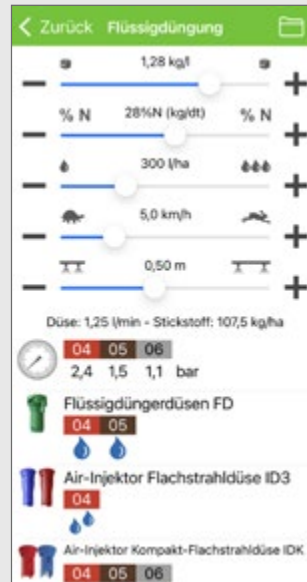 Zurück Flüssigdüngung
1,28 kg/l
% N 28%N (kg/dt) % N
300 l/ha
5,0 km/h
0,50 m
Düse: 1,25 l/min - Stickstoff: 107,5 kg/ha
04 05 06
2,4 1,5 1,1 bar
Flüssigdüngerdüsen FD
04 05
Air-Injektor Flachstrahldüse ID3
04
Air-Injektor Kompakt-Flachstrahldüse IDK
04 05 06